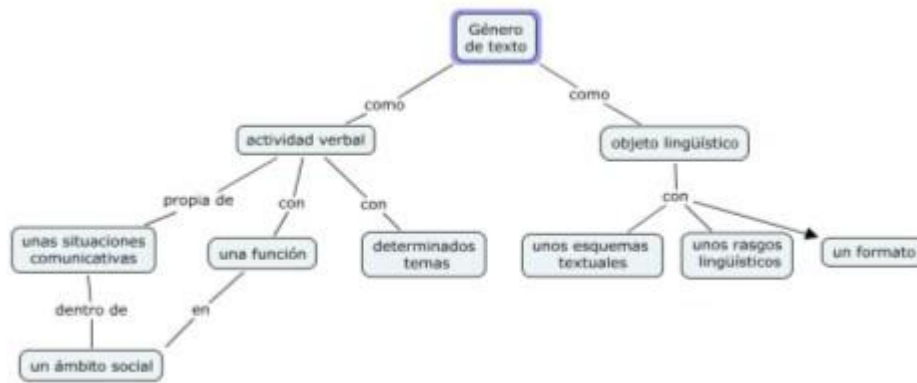 Género
de texto
como
como
actividad verbal
objeto lingüístico
propia de
con
con
con
unas situaciones
comunicativas
una función
determinados
temas
unos esquemas
textuales
unos rasgos
lingüísticos
un formato
dentro de
en
un ámbito social